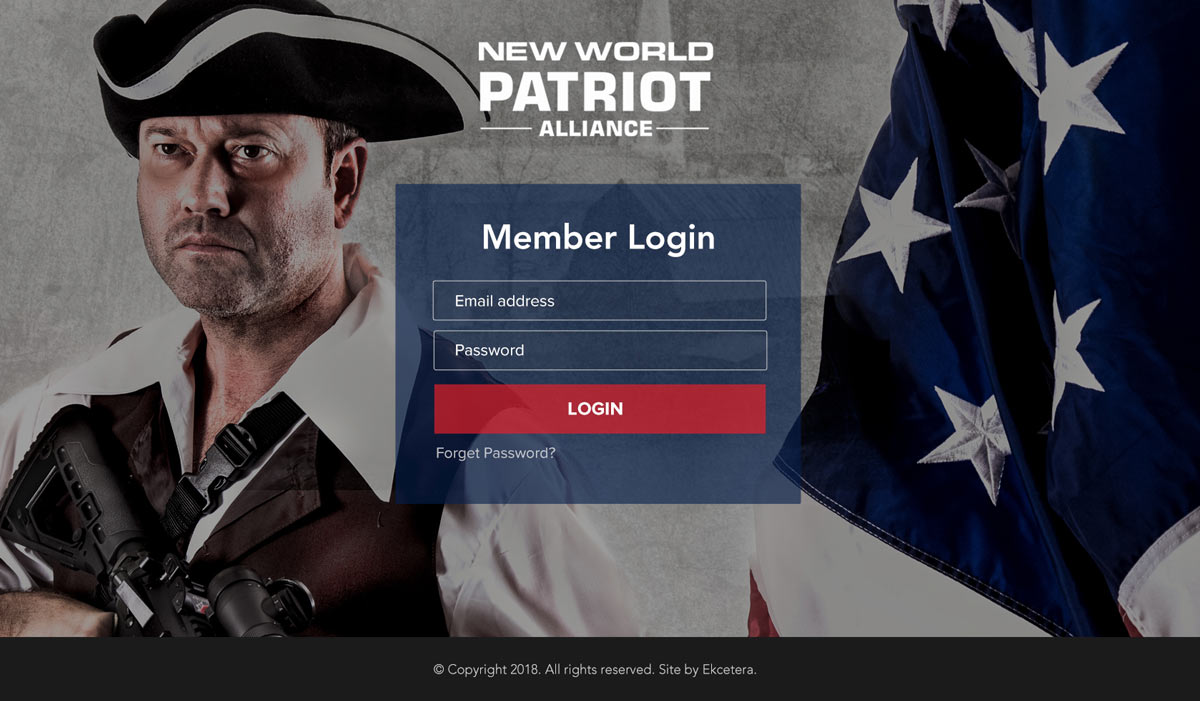 NEW WORLD
PATRIOT
ALLIANCE
Member Login
Email address
Password
LOGIN
Forget Password?
© Copyright 2018. All rights reserved. Site by Ekcetera.